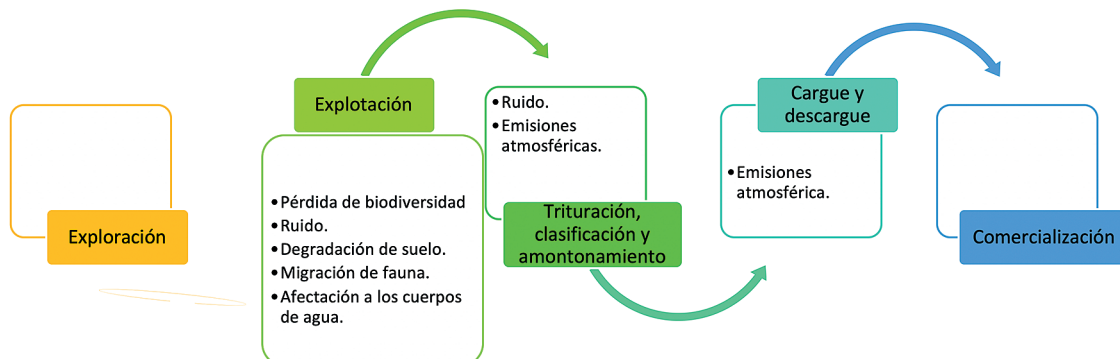 Exploración
Explotación
•Pérdida de biodiversidad
•Ruido.
•Degradación de suelo.
•Migración de fauna.
•Afectación a los cuerpos
de agua.
•Ruido.
•Emisiones
atmosféricas.
Trituración,
clasificación y
amontonamiento
Cargue y
descargue
•Emisiones
atmosférica.
Comercialización